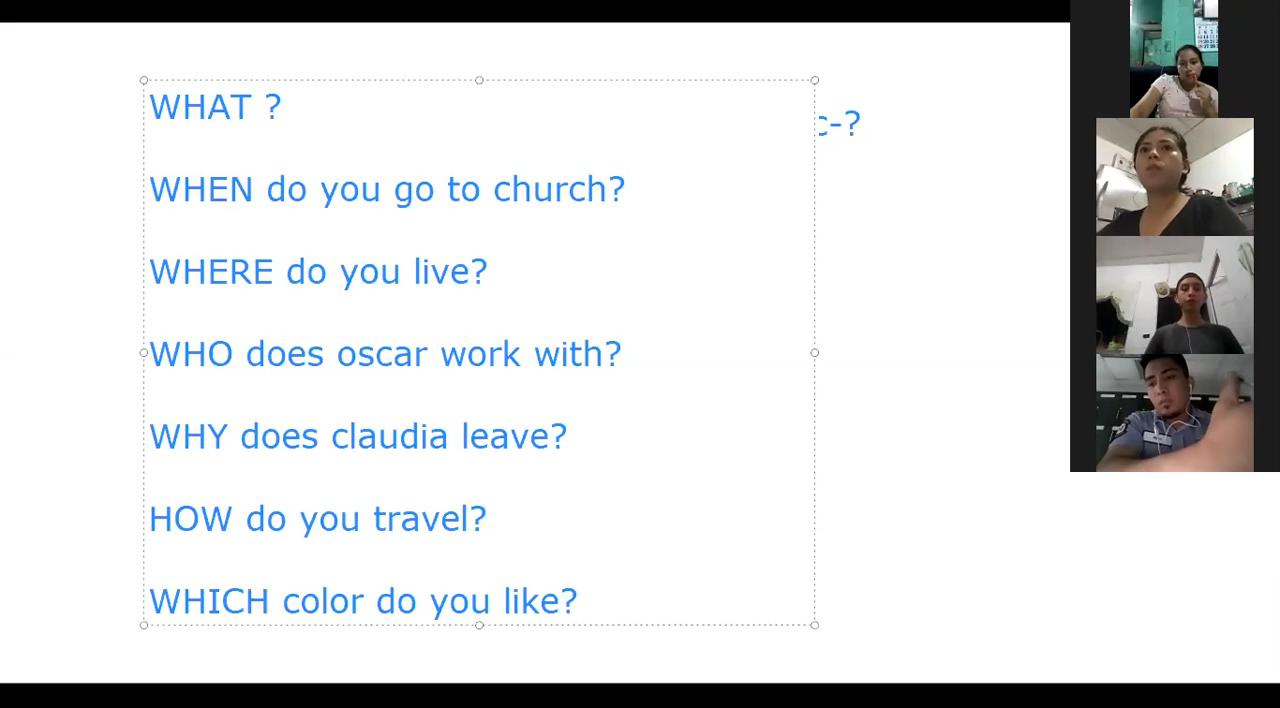 WHAT ?
c-?
WHEN do you go to church?
WHERE do you live?
WHO does oscar work with?
WHY does claudia leave?
HOW do you travel?
WHICH color do you like?